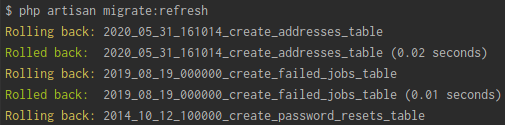 $ php artisan migrate:refresh
Rolling back: 2020_05_31_161014_create_addresses_table
Rolled back:  2020_05_31_161014_create_addresses_table (0.02 seconds)
Rolling back: 2019_08_19_000000_create_failed_jobs_table
Rolled back:  2019_08_19_000000_create_failed_jobs_table (0.01 seconds)
Rolling back: 2014_10_12_100000_create_password_resets_table